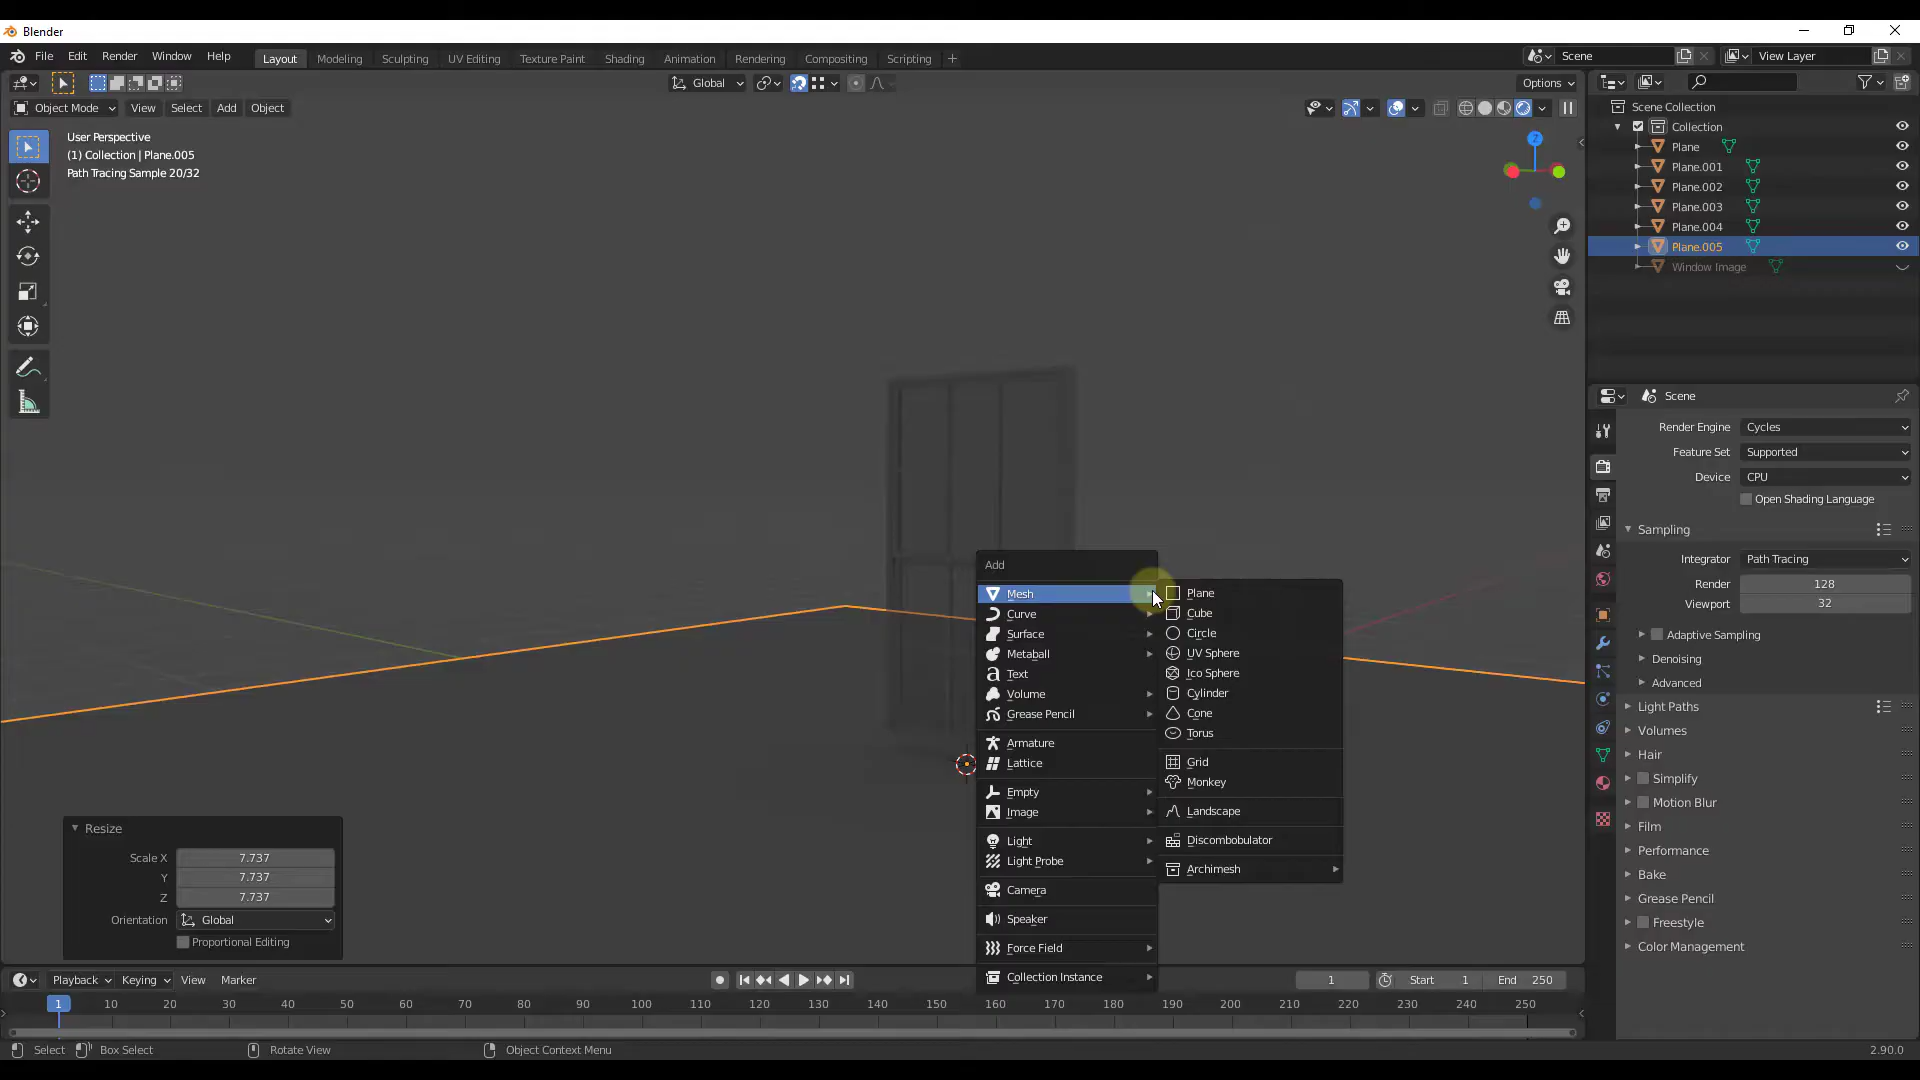 Blender
File Edit Render Window Help
Layout Modeling Sculpting UV Editing Texture Paint Shading Animation Rendering Compositing Scripting +
Scene
View Layer
Global
Options
Object Mode View Select Add Object
User Perspective
(1) Collection | Plane.005
Path Tracing Sample 20/32
Z
Scene Collection
Collection
Plane
Plane.001
Plane.002
Plane.003
Plane.004
Plane.005
Window Image
Scene
Render Engine Cycles
Feature Set Supported
Device CPU
Open Shading Language
Sampling
Integrator Path Tracing
Render 128
Viewport 32
Adaptive Sampling
Denoising
Advanced
Light Paths
Volumes
Hair
Simplify
Motion Blur
Film
Performance
Bake
Grease Pencil
Freestyle
Color Management
Add
Mesh
Curve
Surface
Metaball
Text
Volume
Grease Pencil
Armature
Lattice
Empty
Image
Light
Light Probe
Camera
Speaker
Force Field
Collection Instance
Plane
Cube
Circle
UV Sphere
Ico Sphere
Cylinder
Cone
Torus
Grid
Monkey
Landscape
Discombobulator
Archimesh
Resize
Scale X 7.737
Y 7.737
Z 7.737
Orientation Global
Proportional Editing
Playback Keying View Marker
1 Start 1 End 250
1 10 20 30 40 50 60 70 80 90 100 110 120 130 140 150 160 170 180 190 200 210 220 230 240 250
Select Box Select Rotate View Object Context Menu 2.90.0